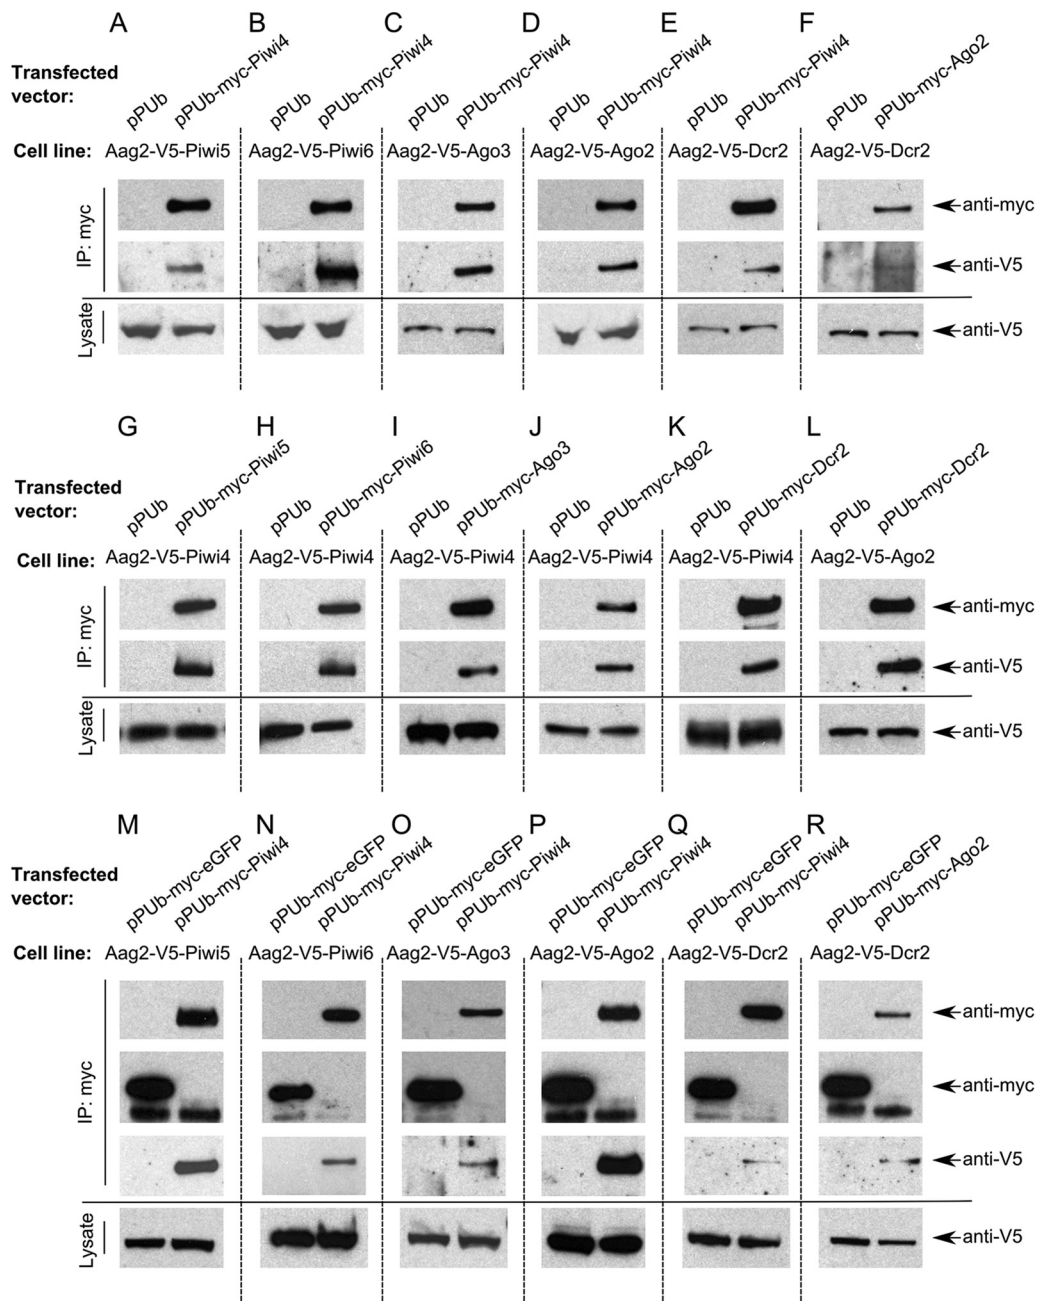 A B C D E F
Transfected vector:
pPUb pPUb-myc-Piwi4 pPUb pPUb-myc-Piwi4 pPUb pPUb-myc-Piwi4 pPUb pPUb-myc-Piwi4 pPUb pPUb-myc-Piwi4 pPUb pPUb-myc-Ago2
Cell line: Aag2-V5-Piwi5 Aag2-V5-Piwi6 Aag2-V5-Ago3 Aag2-V5-Ago2 Aag2-V5-Dcr2 Aag2-V5-Dcr2
IP: myc
anti-myc
anti-V5
Lysate
anti-V5
G H I J K L
Transfected vector:
pPUb pPUb-myc-Piwi5 pPUb pPUb-myc-Piwi6 pPUb pPUb-myc-Ago3 pPUb pPUb-myc-Ago2 pPUb pPUb-myc-Dcr2 pPUb pPUb-myc-Dcr2
Cell line: Aag2-V5-Piwi4 Aag2-V5-Piwi4 Aag2-V5-Piwi4 Aag2-V5-Piwi4 Aag2-V5-Piwi4 Aag2-V5-Ago2
IP: myc
anti-myc
anti-V5
Lysate
anti-V5
M N O P Q R
Transfected vector:
pPUb-myc-eGFP pPUb-myc-Piwi4 pPUb-myc-eGFP pPUb-myc-Piwi4 pPUb-myc-eGFP pPUb-myc-Piwi4 pPUb-myc-eGFP pPUb-myc-Piwi4 pPUb-myc-eGFP pPUb-myc-Piwi4 pPUb-myc-eGFP pPUb-myc-Ago2
Cell line: Aag2-V5-Piwi5 Aag2-V5-Piwi6 Aag2-V5-Ago3 Aag2-V5-Ago2 Aag2-V5-Dcr2 Aag2-V5-Dcr2
IP: myc
anti-myc
anti-myc
anti-V5
Lysate
anti-V5